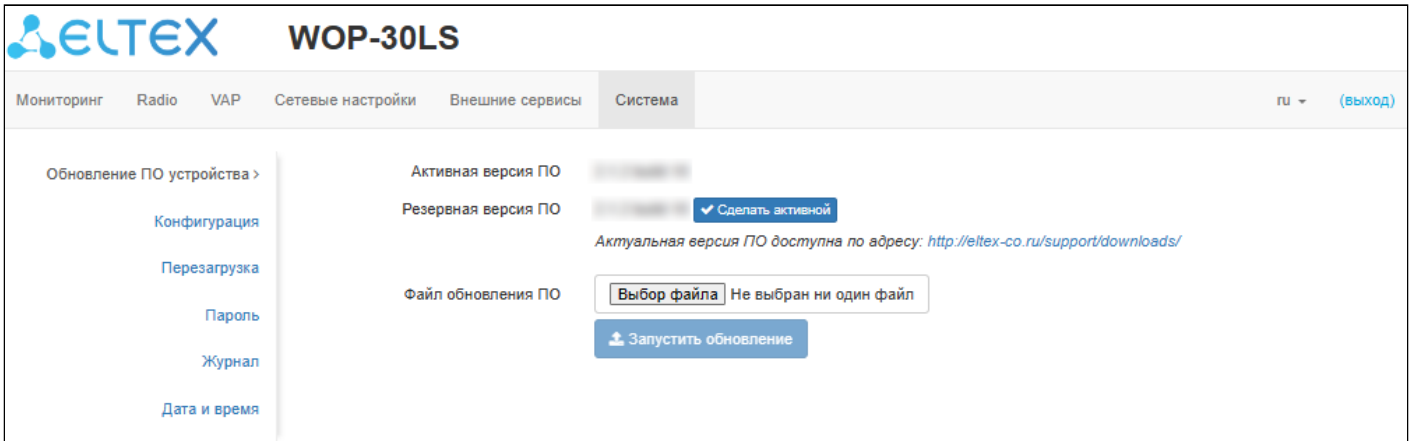 ELTEX WOP-30LS
Мониторинг Radio VAP Сетевые настройки Внешние сервисы Система ru (выход)
Обновление ПО устройства >
Активная версия ПО
Резервная версия ПО Сделать активной
Конфигурация
Актуальная версия ПО доступна по адресу: http://eltex-co.ru/support/downloads/
Перезагрузка
Файл обновления ПО Выбор файла Не выбран ни один файл
Пароль
Запустить обновление
Журнал
Дата и время